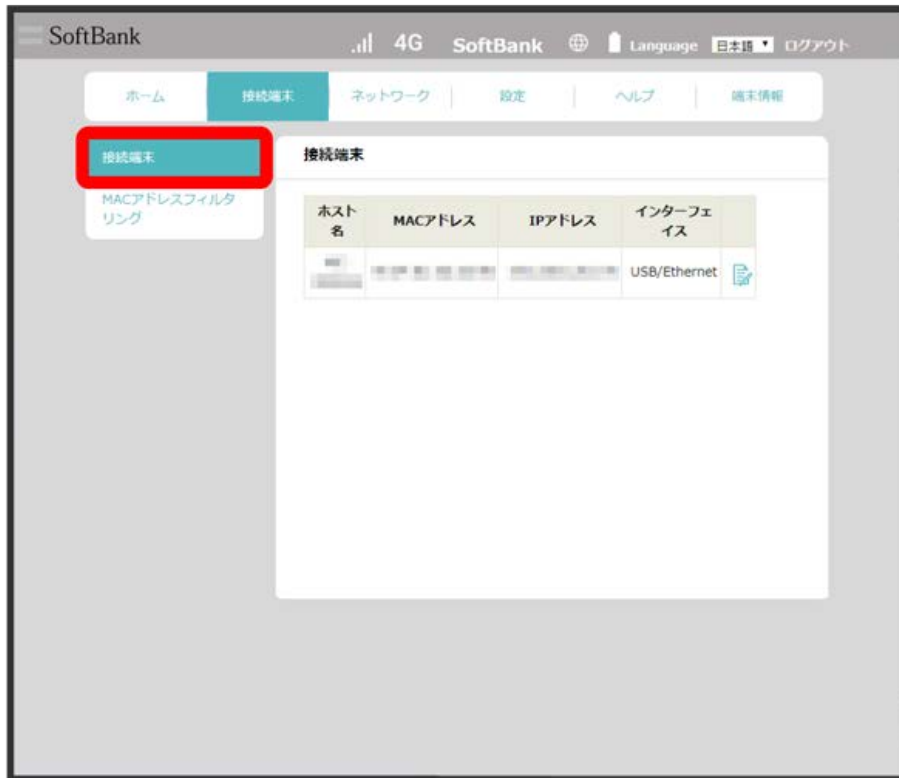 SoftBank
4G SoftBank Language 日本語 ログアウト
ホーム 接続端末 ネットワーク 設定 ヘルプ 端末情報
接続端末
MACアドレスフィルタ
リング
接続端末
ホスト
名
MACアドレス
IPアドレス
インターフェ
イス
USB/Ethernet